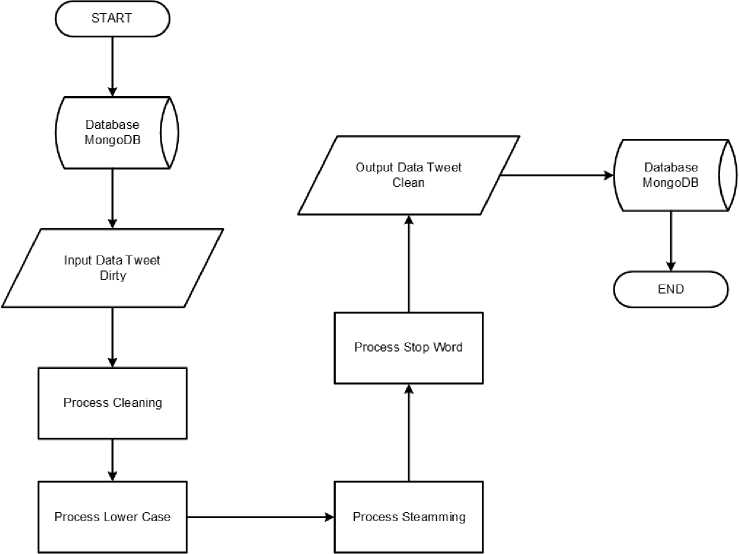 START
Database
MongoDB
Input Data Tweet
Dirty
Process Cleaning
Process Lower Case
Process Steamming
Process Stop Word
Output Data Tweet
Clean
Database
MongoDB
END